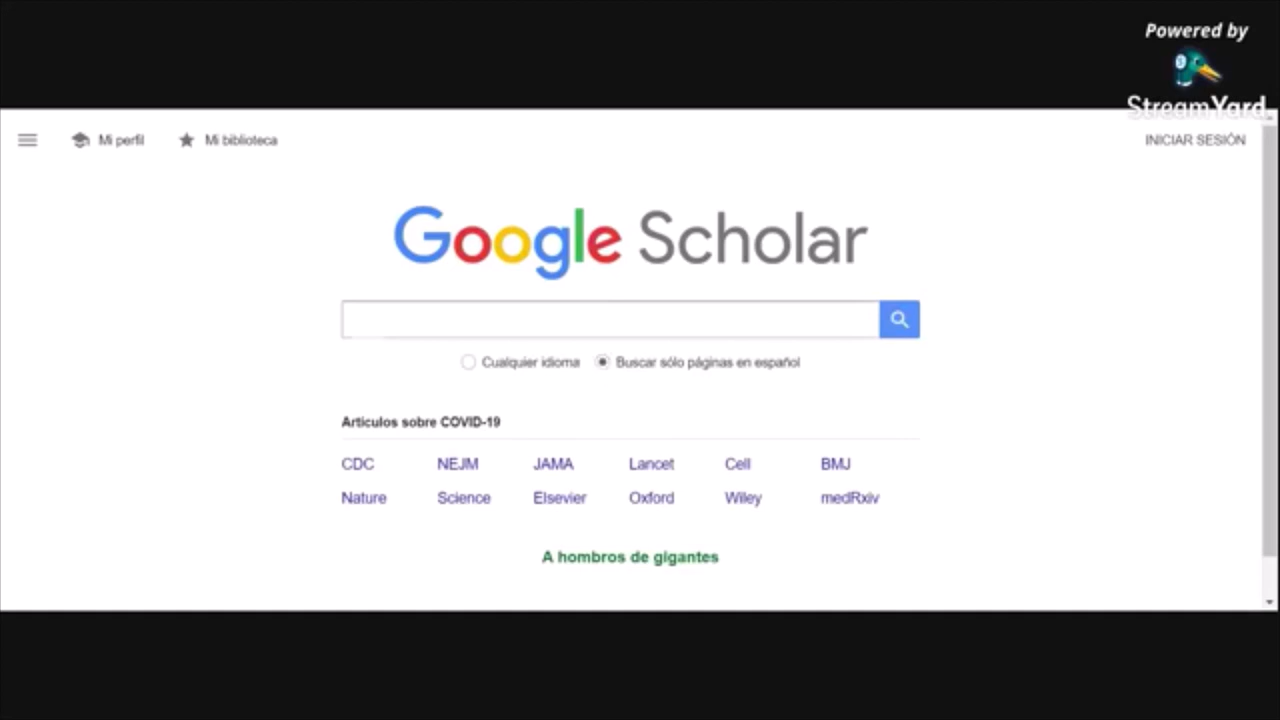 Powered by
StreamYard
Mi perfil Mi biblioteca INICIAR SESIÓN
Google Scholar
Cualquier idioma Buscar sólo páginas en español
Artículos sobre COVID-19
CDC NEJM JAMA Lancet Cell BMJ
Nature Science Elsevier Oxford Wiley medRxiv
A hombros de gigantes